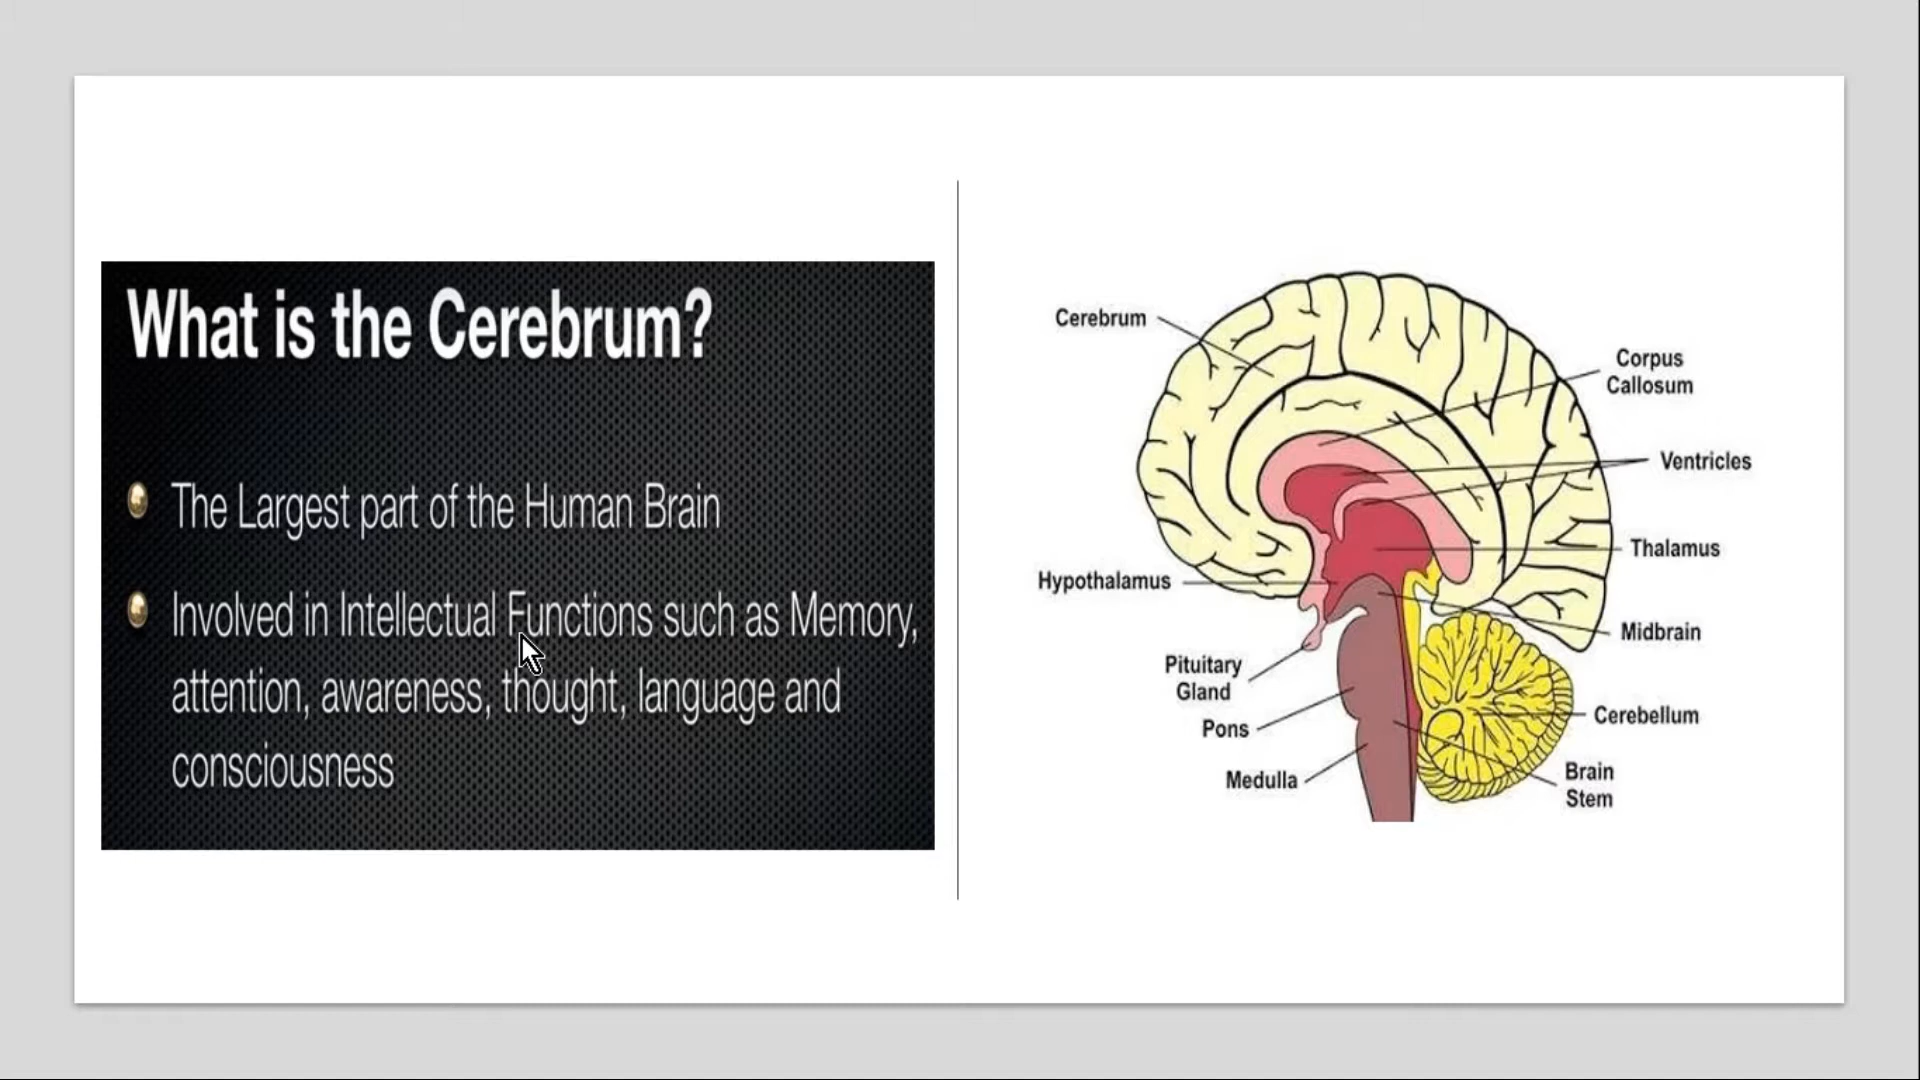 What is the Cerebrum?
The Largest part of the Human Brain
Involved in Intellectual Functions such as Memory,
attention, awareness, thought, language and
consciousness
Cerebrum
Corpus
Callosum
Ventricles
Thalamus
Hypothalamus
Midbrain
Pituitary
Gland
Cerebellum
Pons
Medulla
Brain
Stem